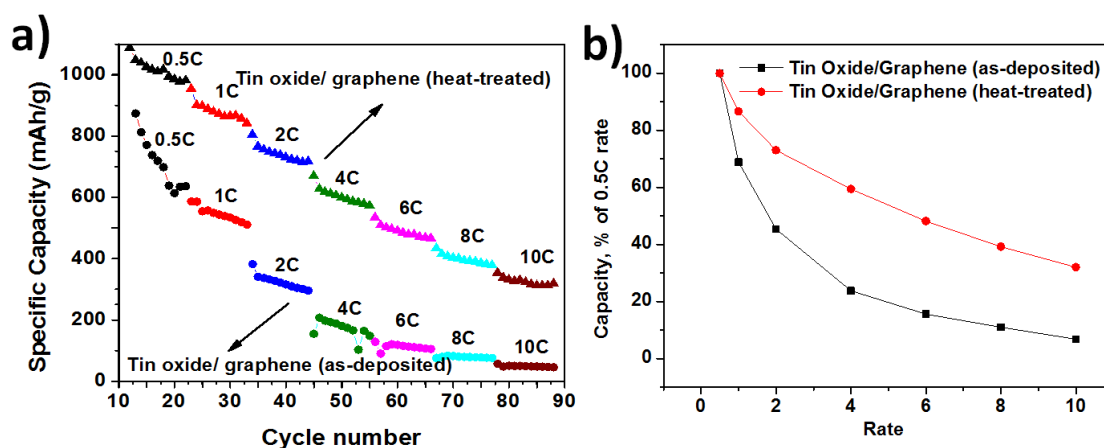 a)
Specific Capacity (mAh/g)
1000
800
600
400
200
0
10 20 30 40 50 60 70 80 90
Cycle number
0.5C
1C
2C
4C
6C
8C
10C
Tin oxide/ graphene (heat-treated)
0.5C
1C
2C
4C
6C
8C
10C
Tin oxide/ graphene (as-deposited)
b)
Capacity, % of 0.5C rate
100
80
60
40
20
0
0 2 4 6 8 10
Rate
Tin Oxide/Graphene (as-deposited)
Tin Oxide/Graphene (heat-treated)